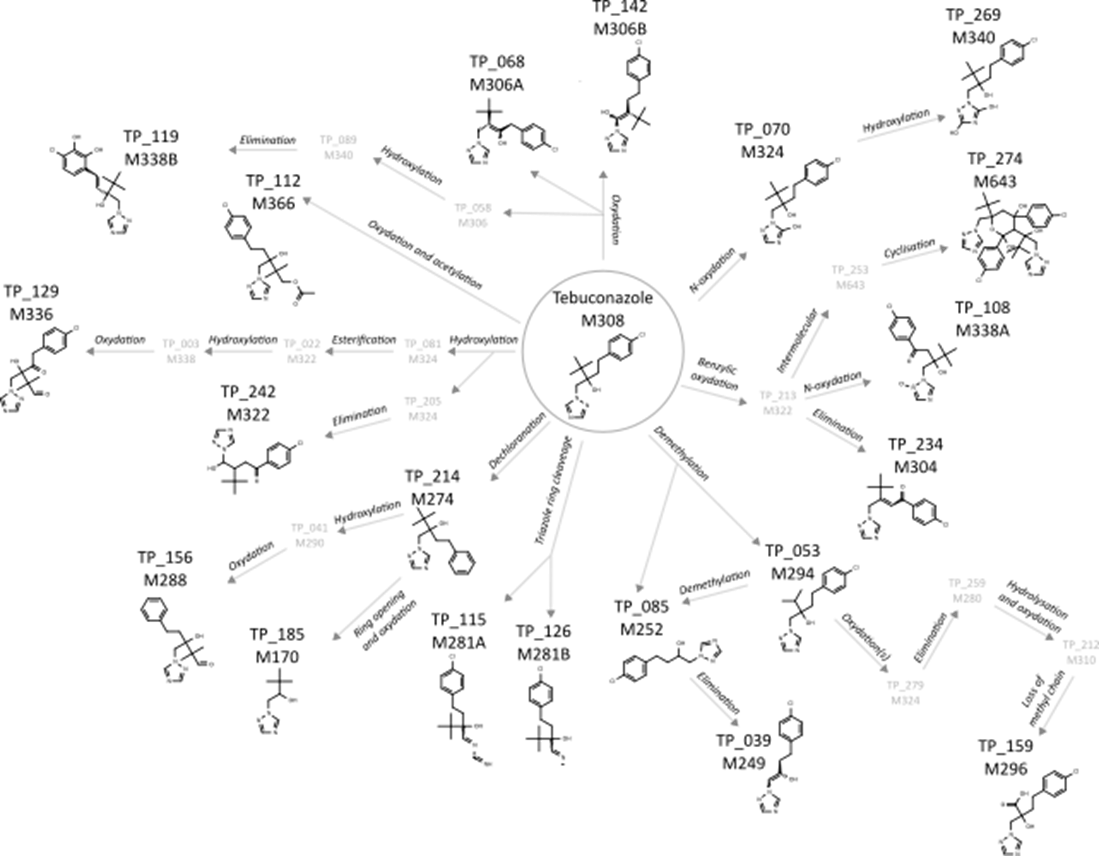 TP_142
M306B
TP_269
M340
TP_068
M306A
TP_119
M338B
Elimination
TP_089
M340
Hydroxylation
TP_070
M324
Hydroxylation
TP_274
M643
TP_112
M366
TP_058
M306
Oxydation
Oxydation and acetylation
N-oxydation
TP_253
M643
Cyclisation
TP_129
M336
Tebuconazole
M308
TP_108
M338A
Oxydation
TP_003
M338
Hydroxylation
TP_022
M322
Esterification
TP_081
M324
Hydroxylation
Intermolecular
Benzylic
oxydation
N-oxydation
TP_213
M322
Elimination
TP_242
M322
Elimination
TP_205
M324
TP_234
M304
Dechloranation
Triazole ring cleaveage
Demethylation
TP_214
M274
Hydroxylation
TP_041
M290
Oxydation
TP_156
M288
TP_053
M294
Demethylation
TP_085
M252
TP_259
M280
Hydrolysation
and oxydation
Ring opening
and oxydation
TP_185
M170
TP_115
M281A
TP_126
M281B
Oxydation(s)
Elimination
TP_212
M310
TP_279
M324
Elimination
Loss of
methyl chain
TP_039
M249
TP_159
M296